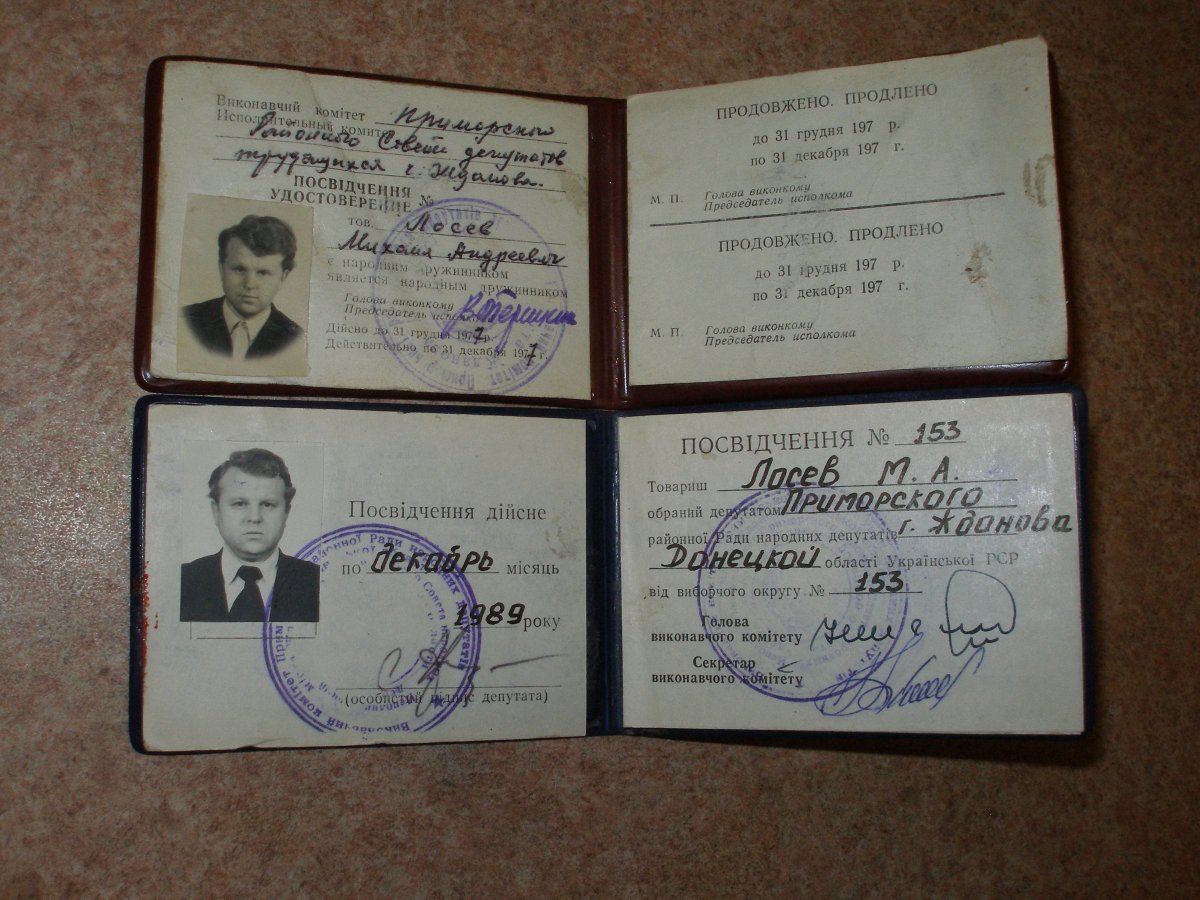 Виконавчий комітет Приморского
Исполнительный комитет
Районного Совета депутатов
трудящихся г. Жданова.
ПОСВІДЧЕННЯ
УДОСТОВЕРЕНИЕ №
тов. Лосев
Михаил Андреевич
є народним дружинником
является народным дружинником
Голова виконкому
Председатель исполкома
Дійсно до 31 грудня 1977 р.
Действительно по 31 декабря 1977 г.
ПРОДОВЖЕНО. ПРОДЛЕНО
до 31 грудня 197 р.
по 31 декабря 197 г.
М. П. Голова виконкому
Председатель исполкома
ПРОДОВЖЕНО. ПРОДЛЕНО
до 31 грудня 197 р.
по 31 декабря 197 г.
М. П. Голова виконкому
Председатель исполкома
Посвідчення дійсне
по Декабрь місяць
1989 року
(особистий підпис депутата)
ПОСВІДЧЕННЯ № 153
Товариш Лосев М. А.
обраний депутатом Приморского
районної Ради народних депутатів г. Жданова
Донецкой області Української РСР
від виборчого округу № 153
Голова
виконавчого комітету
Секретар
виконавчого комітету